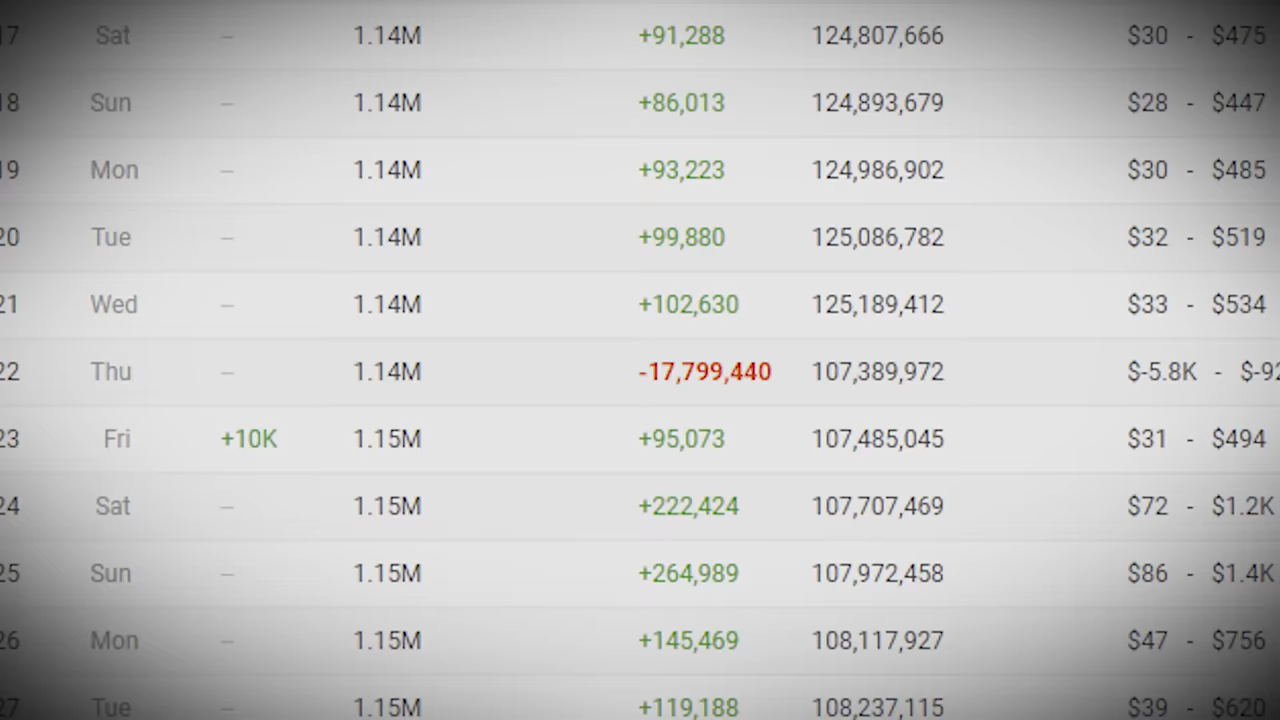 17 Sat – 1.14M +91,288 124,807,666 $30 - $475
18 Sun – 1.14M +86,013 124,893,679 $28 - $447
19 Mon – 1.14M +93,223 124,986,902 $30 - $485
20 Tue – 1.14M +99,880 125,086,782 $32 - $519
21 Wed – 1.14M +102,630 125,189,412 $33 - $534
22 Thu – 1.14M -17,799,440 107,389,972 $-5.8K - $-92
23 Fri +10K 1.15M +95,073 107,485,045 $31 - $494
24 Sat – 1.15M +222,424 107,707,469 $72 - $1.2K
25 Sun – 1.15M +264,989 107,972,458 $86 - $1.4K
26 Mon – 1.15M +145,469 108,117,927 $47 - $756
27 Tue – 1.15M +119,188 108,237,115 $39 - $620